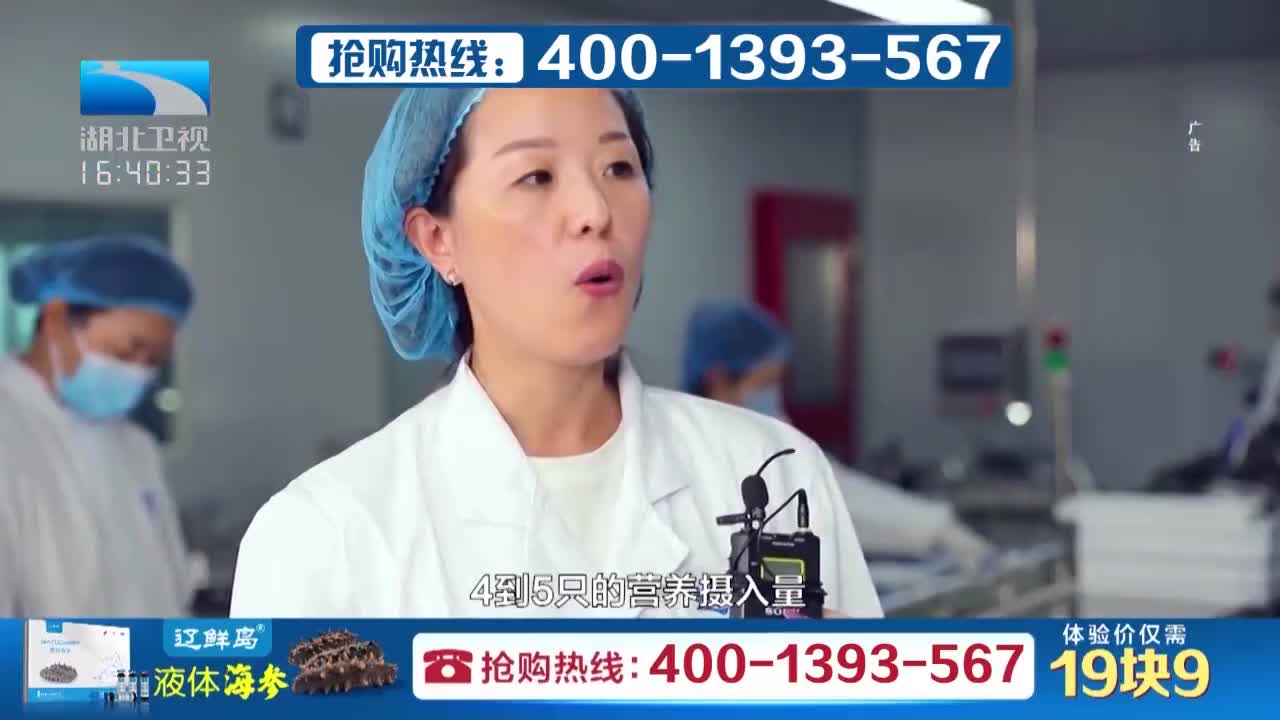 抢购热线：400-1393-567
湖北卫视
16:40:33
广告
4到5只的营养摄入量
辽鲜岛®
液体海参
抢购热线：400-1393-567
体验价仅需
19块9